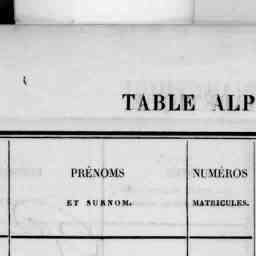 TABLE ALP
PRÉNOMS
ET SURNOM.
NUMÉROS
MATRICULES.